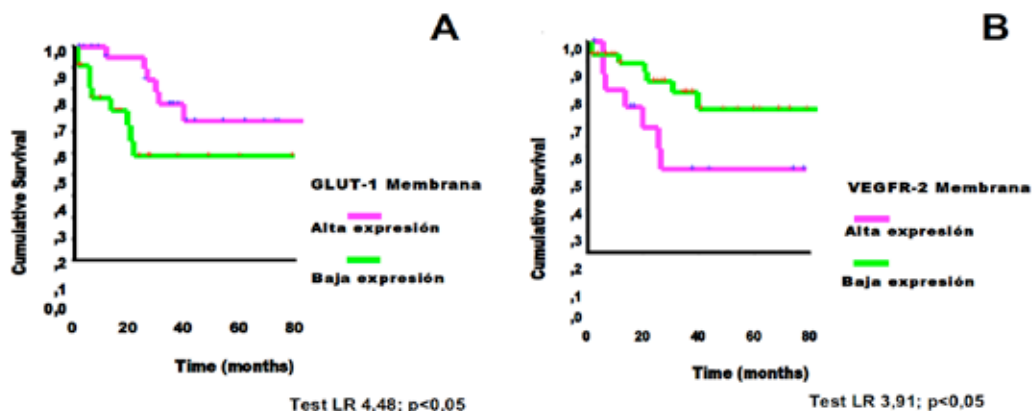 A
1,0
,9
,8
,7
,6
,5
,4
,3
,2
,1
0,0
Cumulative Survival
0 20 40 60 80
Time (months)
GLUT-1 Membrana
Alta expresión
Baja expresión
Test LR 4,48; p<0,05
B
1,0
,9
,8
,7
,6
,5
,4
,3
,2
,1
,0
Cumulative Survival
0 20 40 60 80
Time (months)
VEGFR-2 Membrana
Alta expresión
Baja expresión
Test LR 3,91; p<0,05